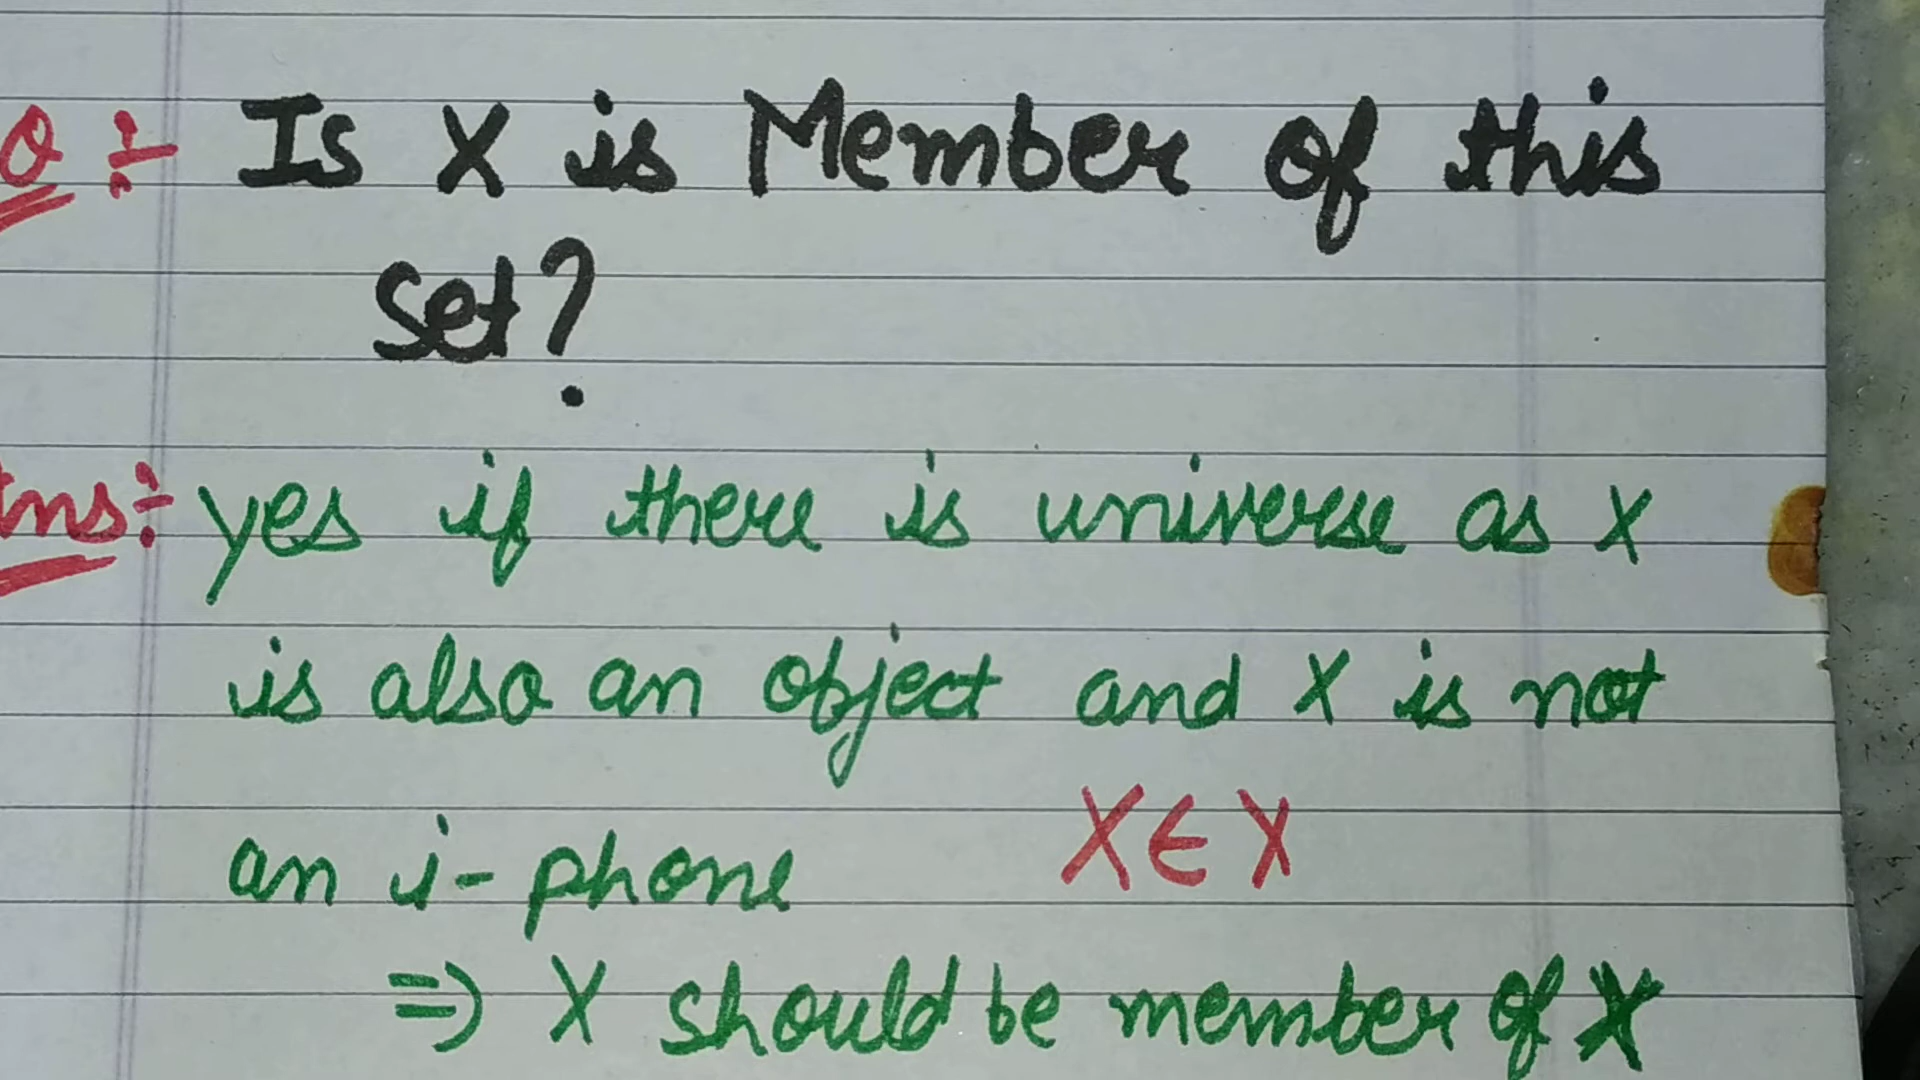 Q :- Is X is Member of this
set?
Ans:- yes if there is universe as X
is also an object and X is not
an i-phone X ∈ X
=> X should be member of X